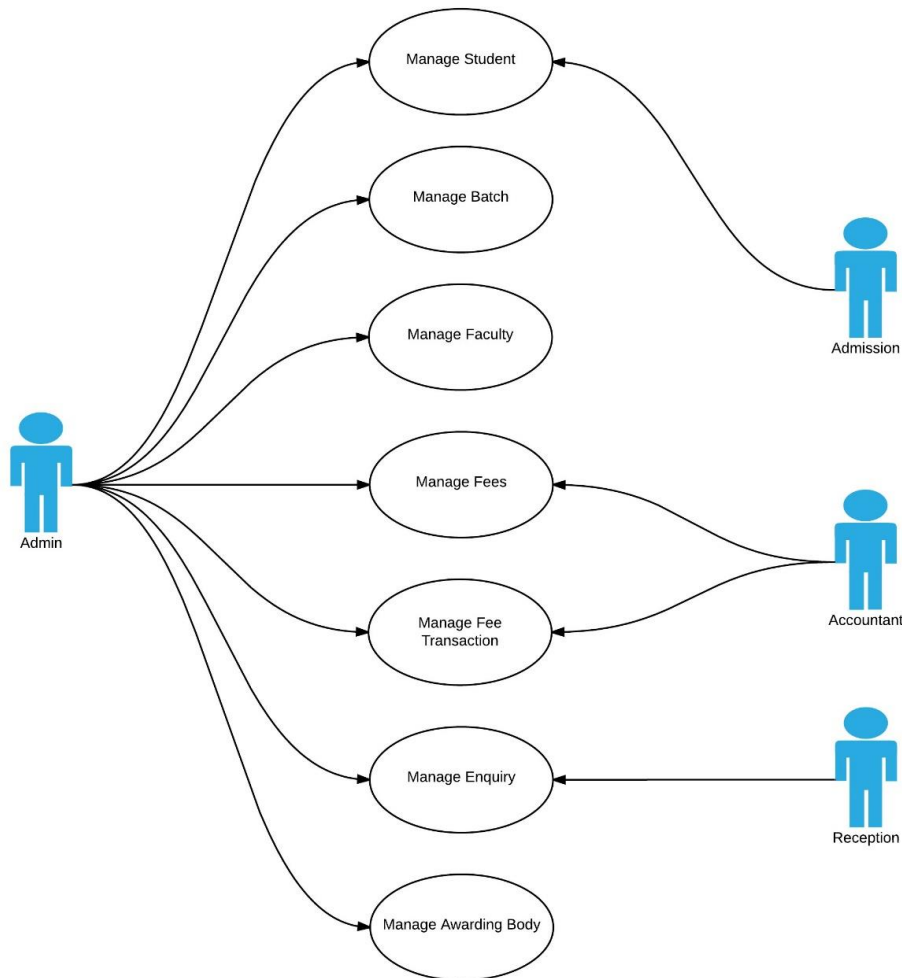 Manage Student
Manage Batch
Manage Faculty
Admission
Manage Fees
Admin
Accountant
Manage Fee
Transaction
Manage Enquiry
Reception
Manage Awarding Body